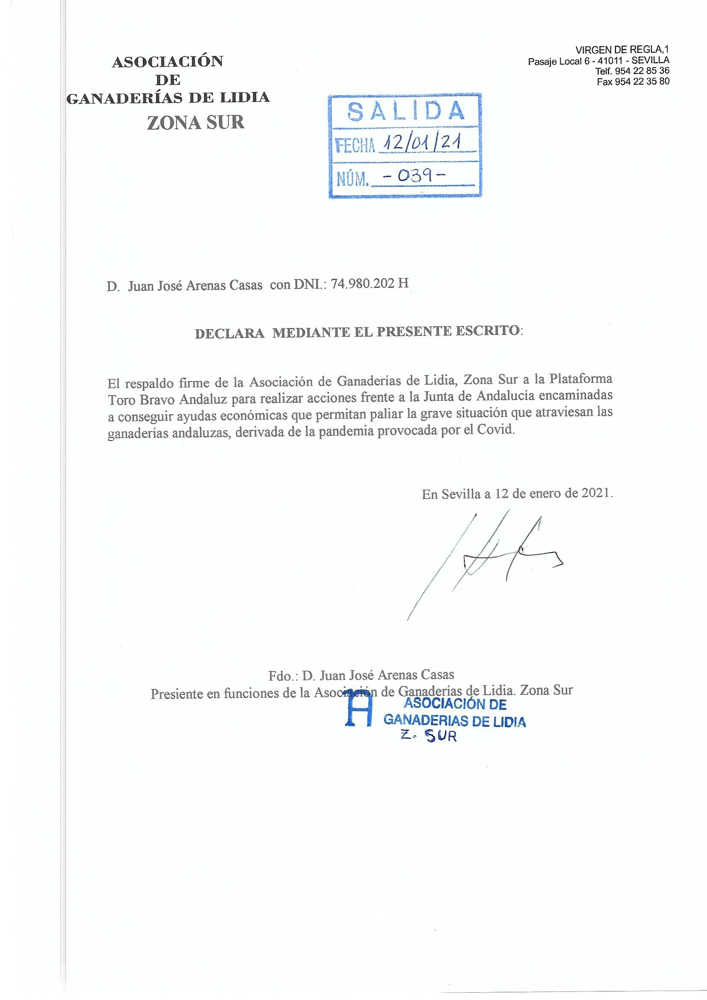 ASOCIACIÓN
DE
GANADERÍAS DE LIDIA
ZONA SUR
VIRGEN DE REGLA,1
Pasaje Local 6 - 41011 - SEVILLA
Telf. 954 22 85 36
Fax 954 22 35 80
SALIDA
FECHA 12/01/21
NÚM. - 039 -
D. Juan José Arenas Casas con DNI.: 74.980.202 H
DECLARA MEDIANTE EL PRESENTE ESCRITO:
El respaldo firme de la Asociación de Ganaderías de Lidia, Zona Sur a la Plataforma
Toro Bravo Andaluz para realizar acciones frente a la Junta de Andalucía encaminadas
a conseguir ayudas económicas que permitan paliar la grave situación que atraviesan las
ganaderías andaluzas, derivada de la pandemia provocada por el Covid.
En Sevilla a 12 de enero de 2021.
Fdo.: D. Juan José Arenas Casas
Presiente en funciones de la Asociación de Ganaderías de Lidia. Zona Sur
A
ASOCIACIÓN DE
GANADERIAS DE LIDIA
Z. SUR